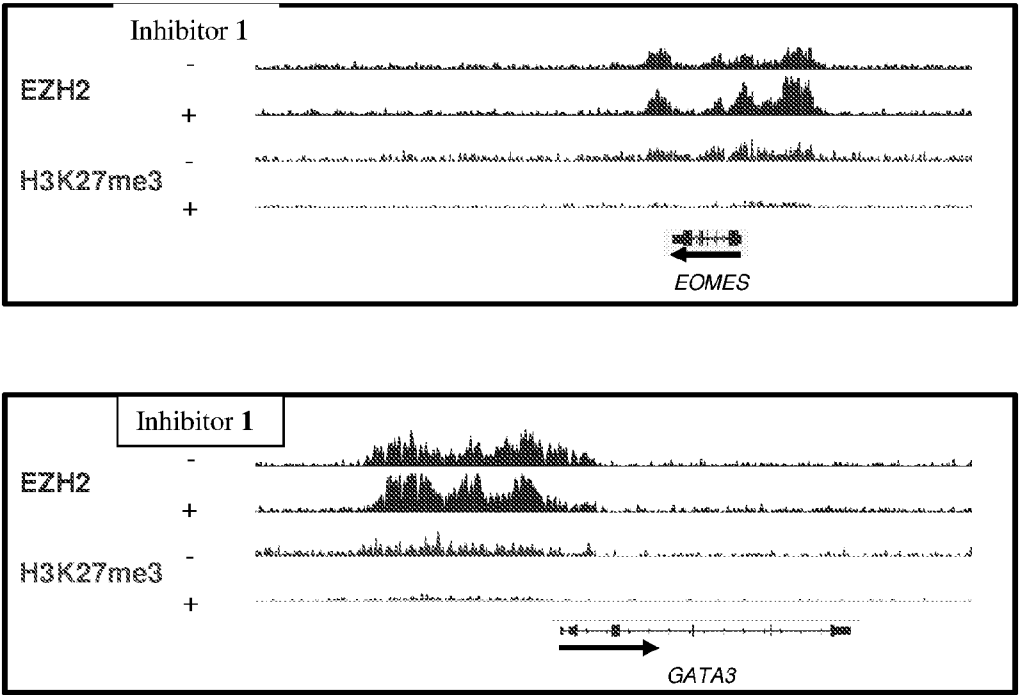 Inhibitor 1
-
EZH2
+
-
H3K27me3
+
EOMES
Inhibitor 1
-
EZH2
+
-
H3K27me3
+
GATA3